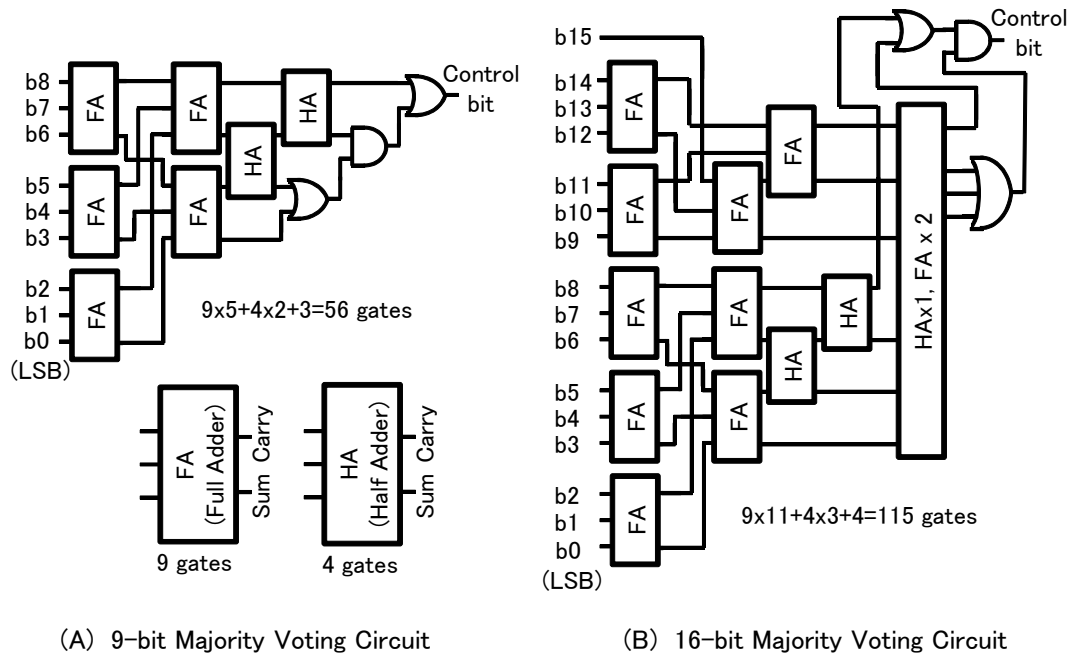 b8
b7
b6
b5
b4
b3
b2
b1
b0
(LSB)
FA
FA
FA
FA
FA
HA
HA
Control
bit
9x5+4x2+3=56 gates
FA
(Full Adder)
Sum Carry
9 gates
HA
(Half Adder)
Sum Carry
4 gates
(A) 9-bit Majority Voting Circuit
b15
b14
b13
b12
b11
b10
b9
b8
b7
b6
b5
b4
b3
b2
b1
b0
(LSB)
FA
FA
FA
FA
FA
FA
FA
FA
FA
HA
HA
HAx1, FA x 2
Control
bit
9x11+4x3+4=115 gates
(B) 16-bit Majority Voting Circuit